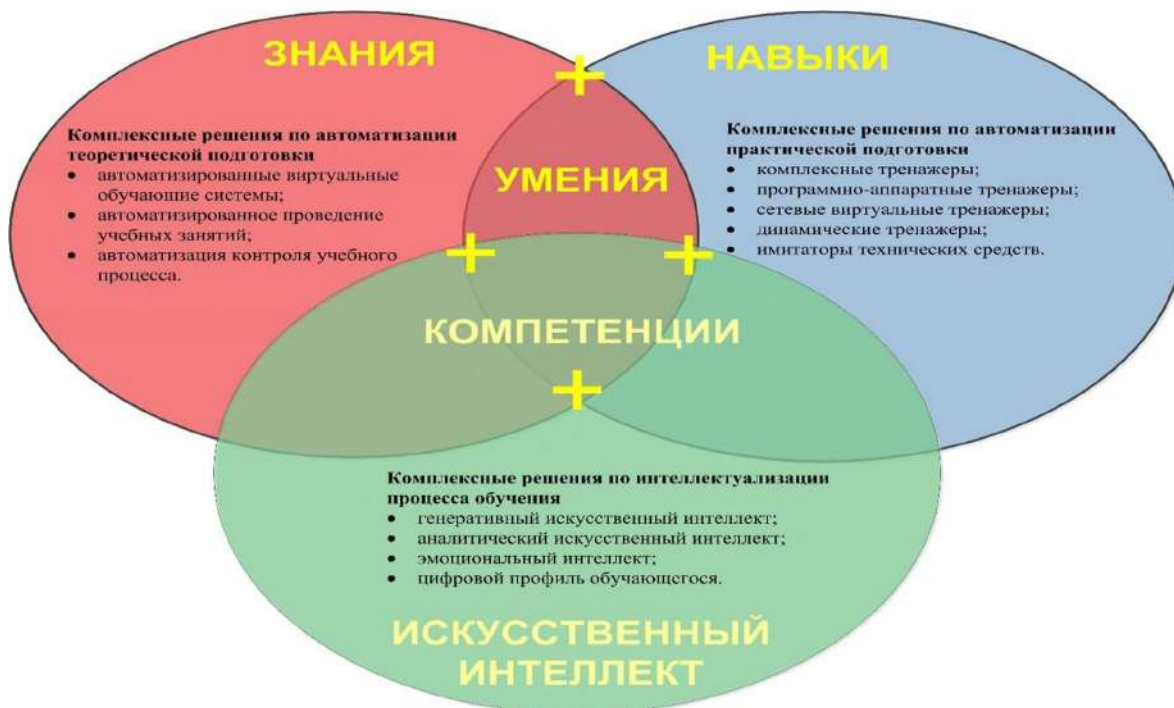 ЗНАНИЯ
Комплексные решения по автоматизации
теоретической подготовки
• автоматизированные виртуальные
обучающие системы;
• автоматизированное проведение
учебных занятий;
• автоматизация контроля учебного
процесса.
НАВЫКИ
Комплексные решения по автоматизации
практической подготовки
• комплексные тренажеры;
• программно-аппаратные тренажеры;
• сетевые виртуальные тренажеры;
• динамические тренажеры;
• имитаторы технических средств.
УМЕНИЯ
КОМПЕТЕНЦИИ
Комплексные решения по интеллектуализации
процесса обучения
• генеративный искусственный интеллект;
• аналитический искусственный интеллект;
• эмоциональный интеллект;
• цифровой профиль обучающегося.
ИСКУССТВЕННЫЙ
ИНТЕЛЛЕКТ